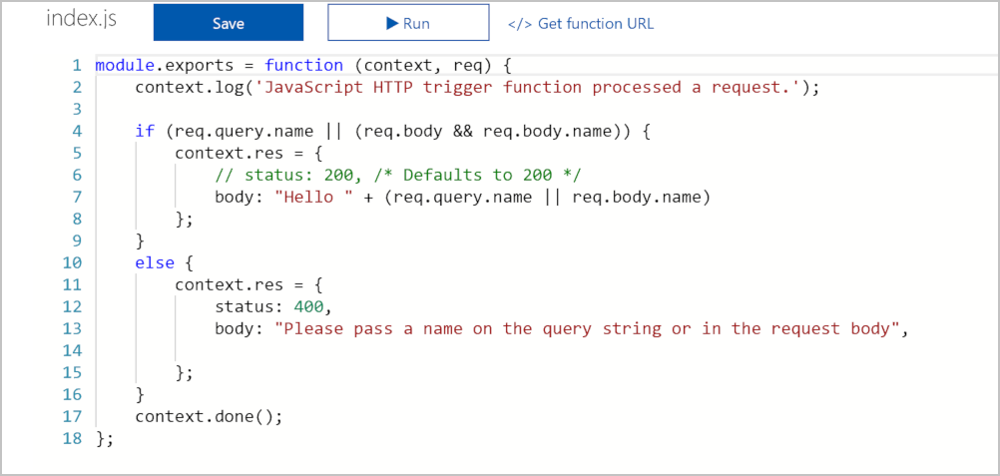 index.js Save Run </> Get function URL
1 module.exports = function (context, req) {
2     context.log('JavaScript HTTP trigger function processed a request.');
3
4     if (req.query.name || (req.body && req.body.name)) {
5         context.res = {
6             // status: 200, /* Defaults to 200 */
7             body: "Hello " + (req.query.name || req.body.name)
8         };
9     }
10     else {
11         context.res = {
12             status: 400,
13             body: "Please pass a name on the query string or in the request body",
14
15         };
16     }
17     context.done();
18 };